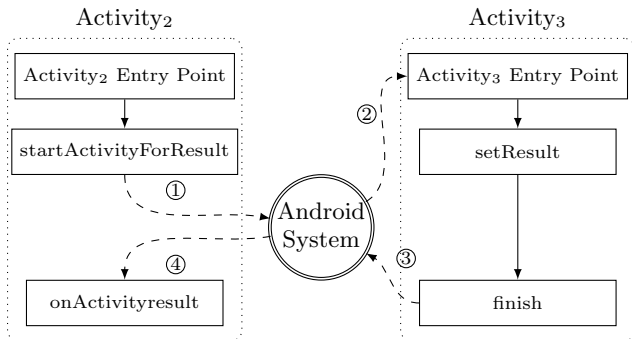 Activity₂
Activity₃
Activity₂ Entry Point
Activity₃ Entry Point
②
startActivityForResult
setResult
①
Android
System
④
③
onActivityresult
finish